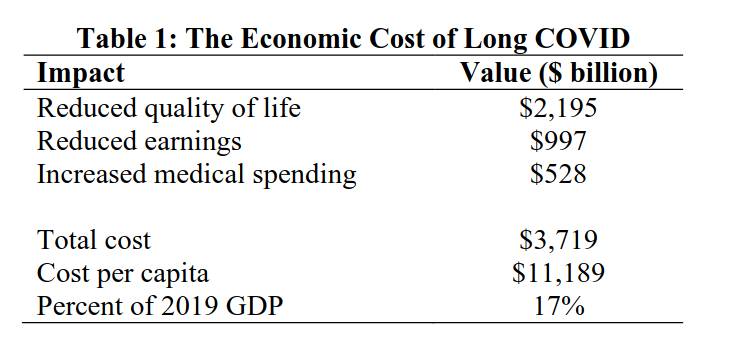 Table 1: The Economic Cost of Long COVID
Impact Value ($ billion)
Reduced quality of life $2,195
Reduced earnings $997
Increased medical spending $528
Total cost $3,719
Cost per capita $11,189
Percent of 2019 GDP 17%